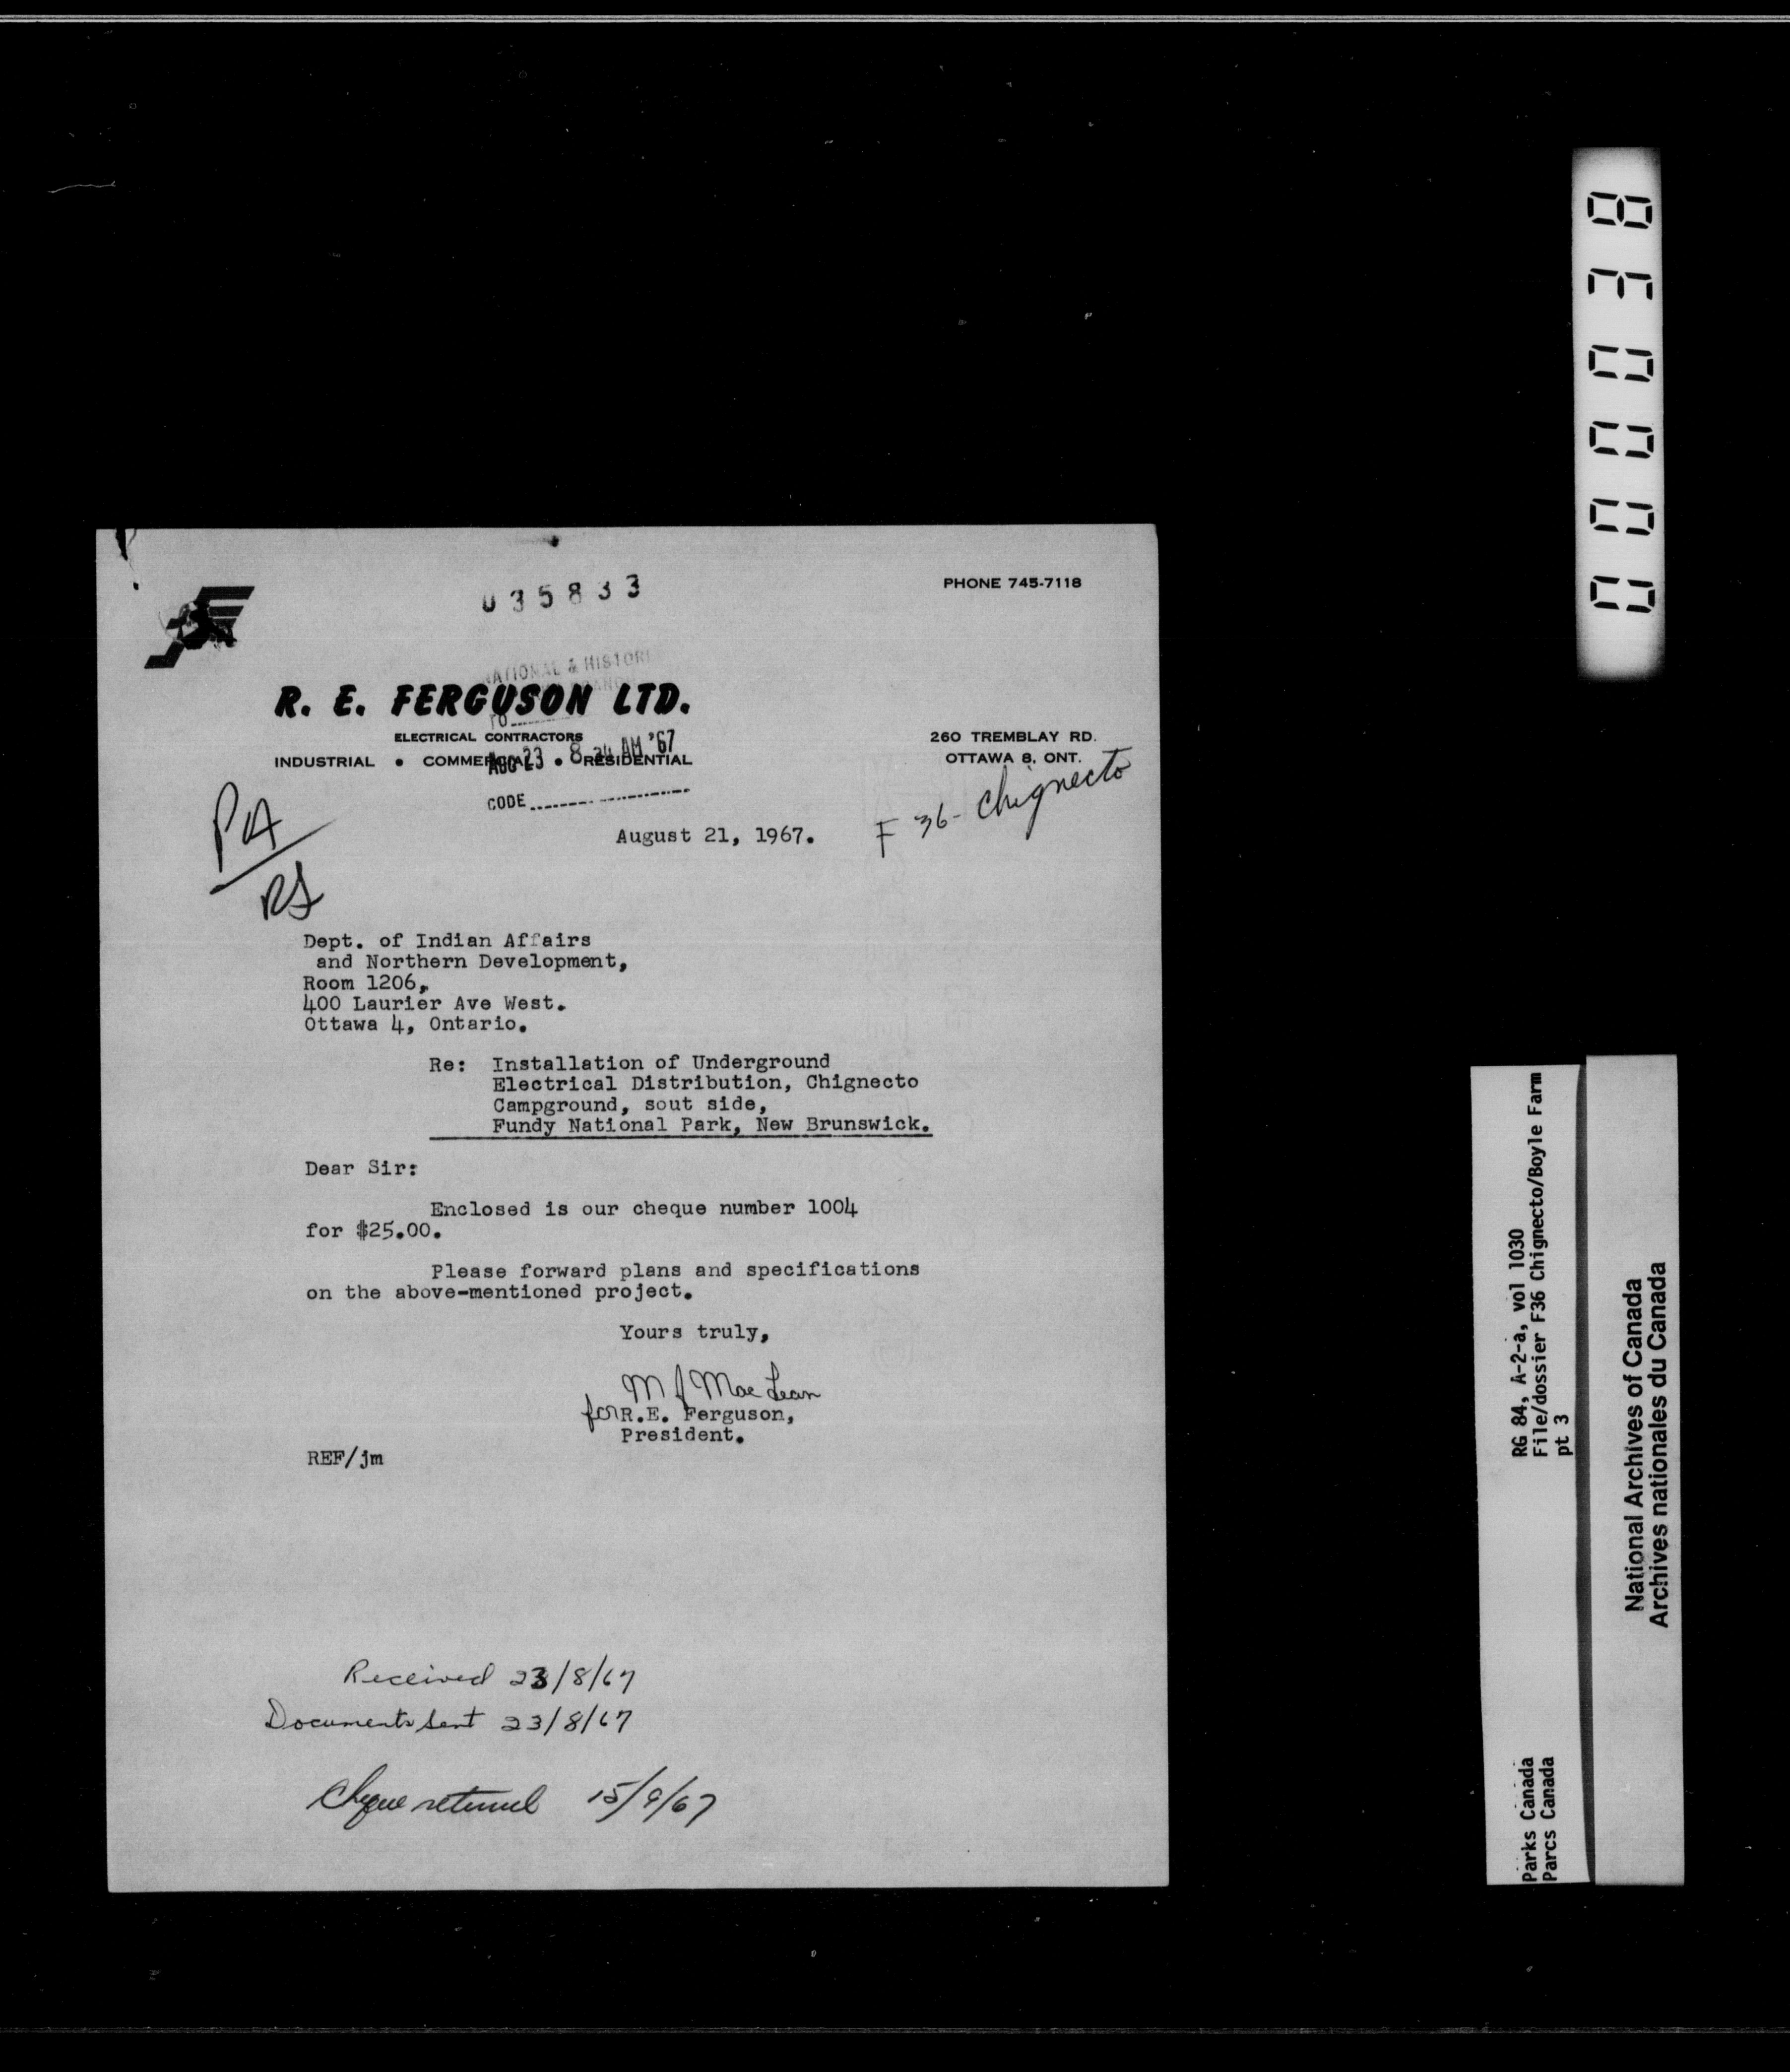 035833
PHONE 745-7118
NATIONAL & HISTORI
R. E. FERGUSON LTD.
TO
ELECTRICAL CONTRACTORS
260 TREMBLAY RD.
INDUSTRIAL • COMMERCIAL • RESIDENTIAL
OTTAWA 8, ONT.
AUG 23 8 24 AM '67
CODE
F 36- Chignecto
PA
RS
August 21, 1967.
Dept. of Indian Affairs
and Northern Development,
Room 1206,
400 Laurier Ave West.
Ottawa 4, Ontario.
Re: Installation of Underground
Electrical Distribution, Chignecto
Campground, sout side,
Fundy National Park, New Brunswick.
Dear Sir:
Enclosed is our cheque number 1004
for $25.00.
Please forward plans and specifications
on the above-mentioned project.
Yours truly,
M J MacLean
for R.E. Ferguson,
President.
REF/jm
Received 23/8/67
Documents sent 23/8/67
Cheque returned 15/9/67
RG 84, A-2-a, vol 1030
File/dossier F36 Chignecto/Boyle Farm
pt 3
Parks Canada
Parcs Canada
National Archives of Canada
Archives nationales du Canada